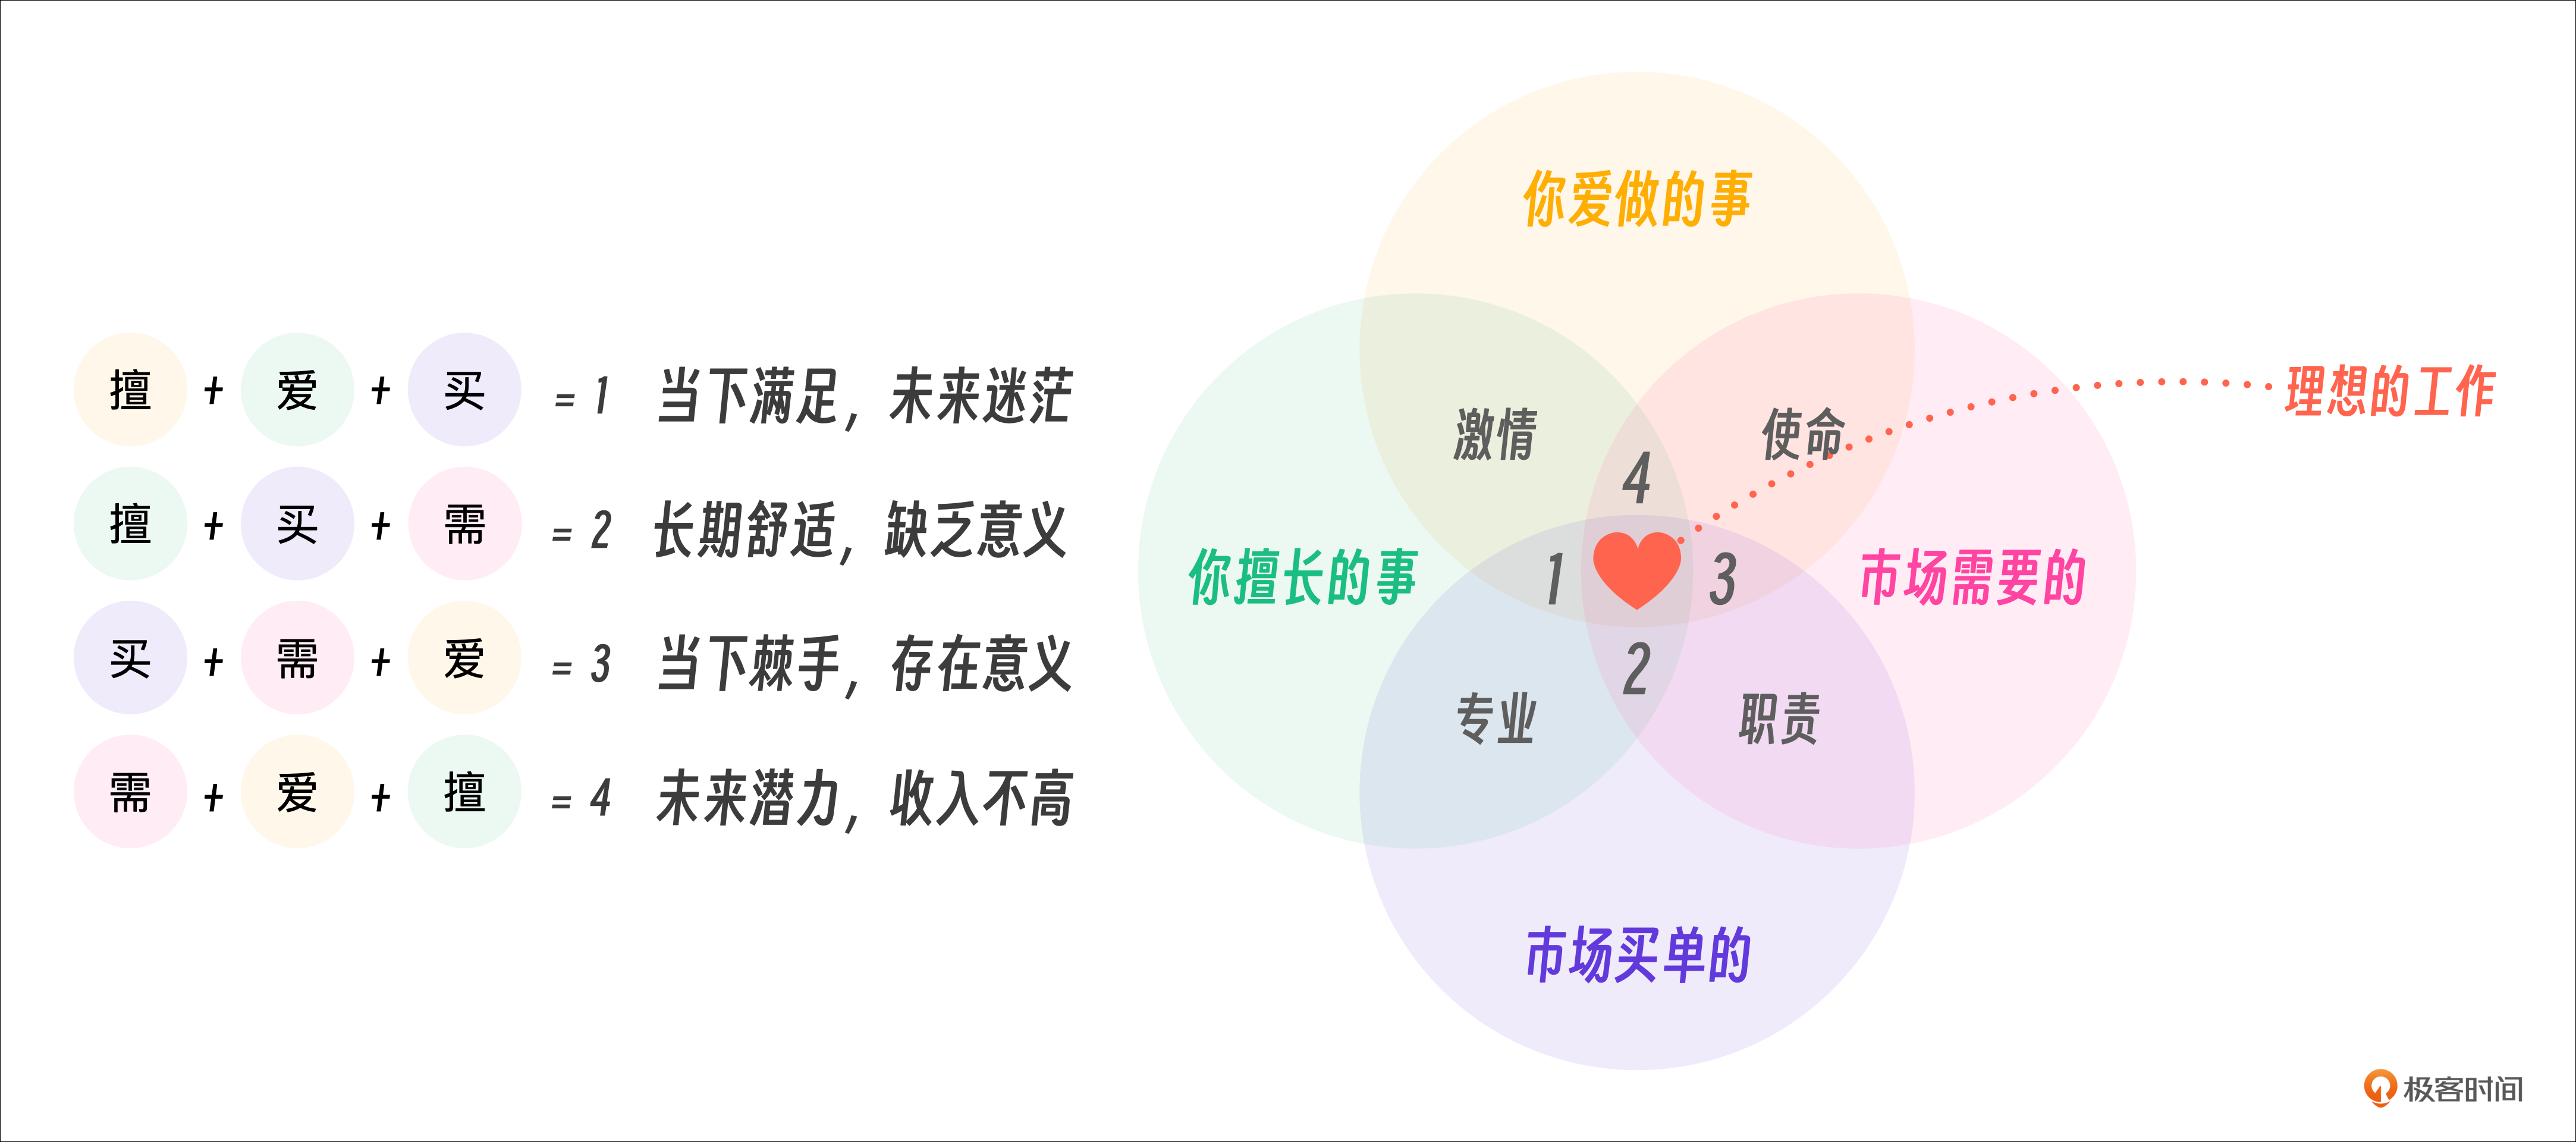 擅 + 爱 + 买 = 1 当下满足，未来迷茫
擅 + 买 + 需 = 2 长期舒适，缺乏意义
买 + 需 + 爱 = 3 当下棘手，存在意义
需 + 爱 + 擅 = 4 未来潜力，收入不高
你爱做的事
理想的工作
激情
使命
4
你擅长的事
1
3
市场需要的
2
专业
职责
市场买单的
极客时间